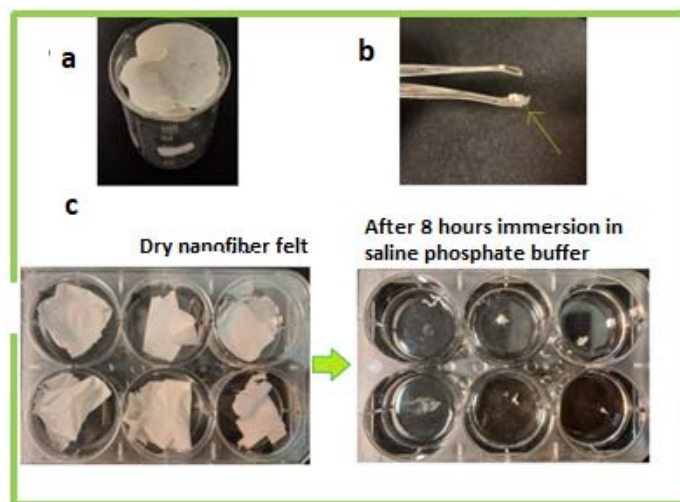 a
b
c
Dry nanofiber felt
After 8 hours immersion in
saline phosphate buffer